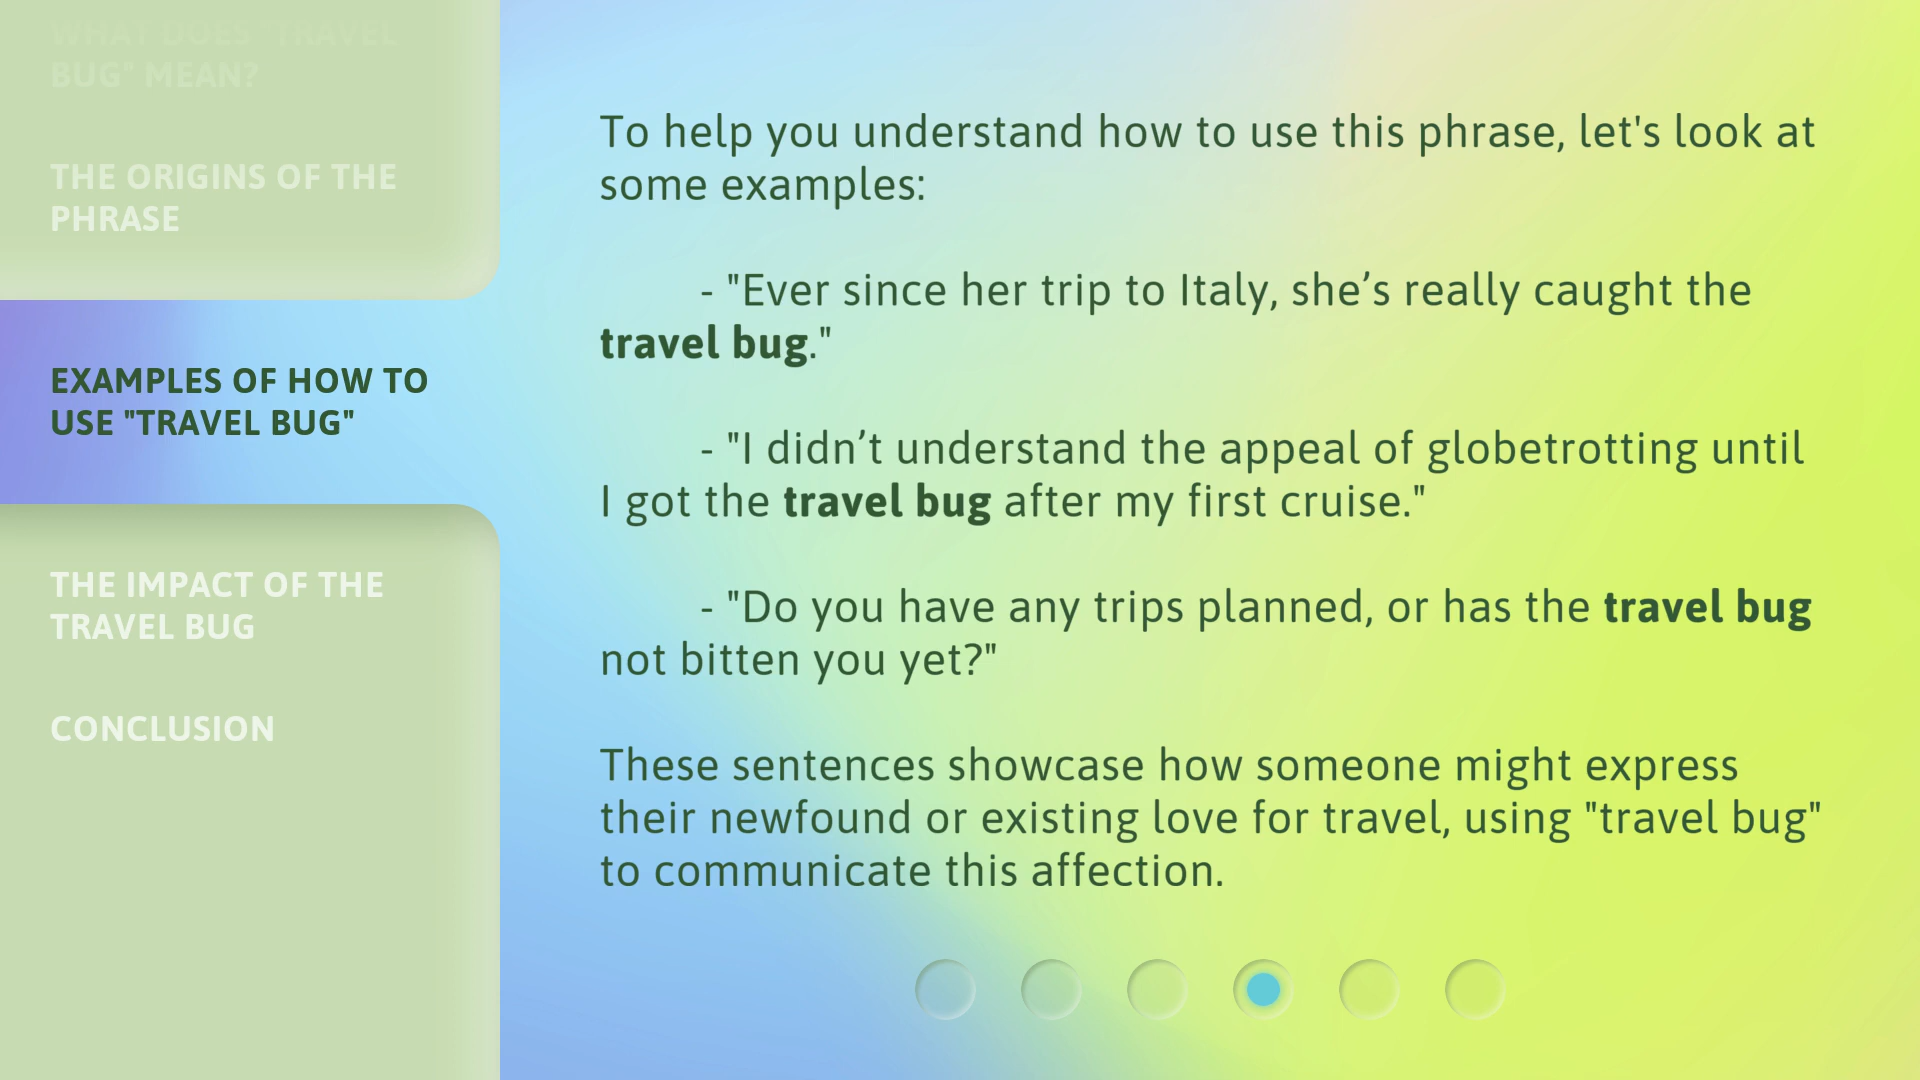 WHAT DOES "TRAVEL
BUG" MEAN?
THE ORIGINS OF THE
PHRASE
EXAMPLES OF HOW TO
USE "TRAVEL BUG"
THE IMPACT OF THE
TRAVEL BUG
CONCLUSION
To help you understand how to use this phrase, let's look at
some examples:
- "Ever since her trip to Italy, she’s really caught the
travel bug."
- "I didn’t understand the appeal of globetrotting until
I got the travel bug after my first cruise."
- "Do you have any trips planned, or has the travel bug
not bitten you yet?"
These sentences showcase how someone might express
their newfound or existing love for travel, using "travel bug"
to communicate this affection.